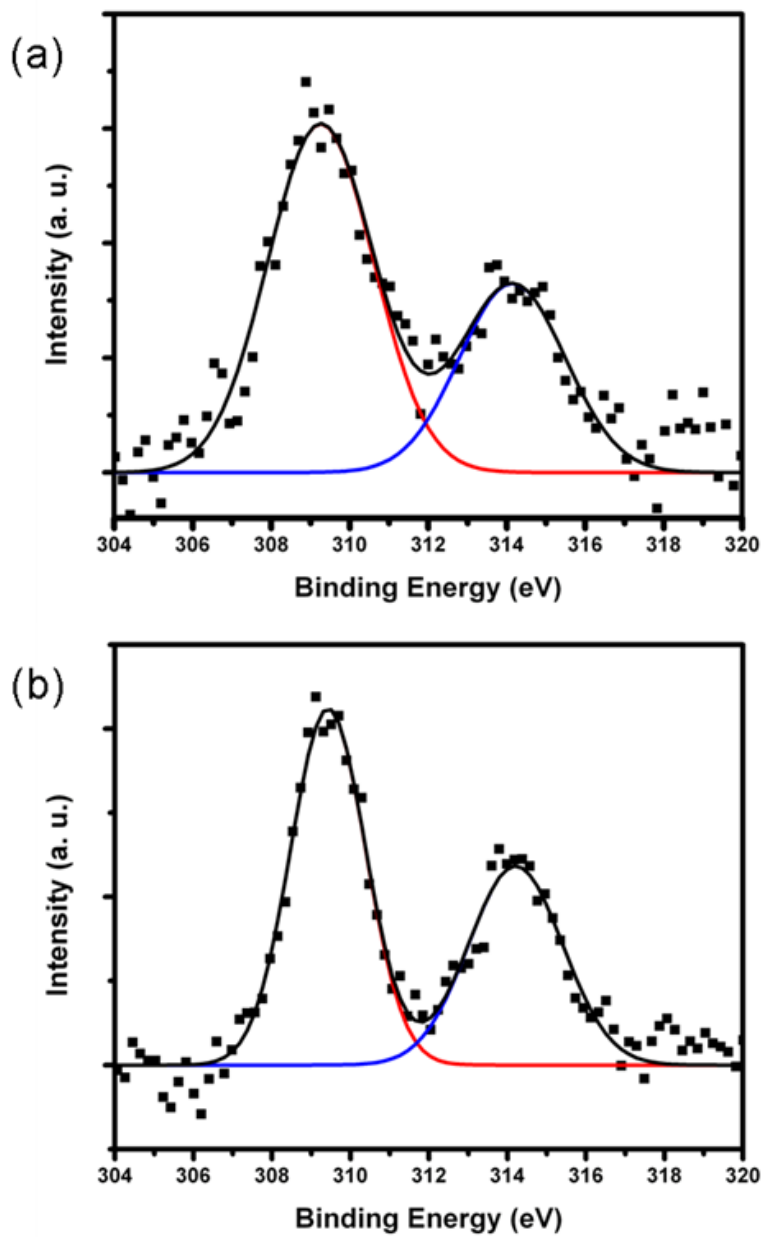 (a)
Intensity (a. u.)
304 306 308 310 312 314 316 318 320
Binding Energy (eV)
(b)
Intensity (a. u.)
304 306 308 310 312 314 316 318 320
Binding Energy (eV)